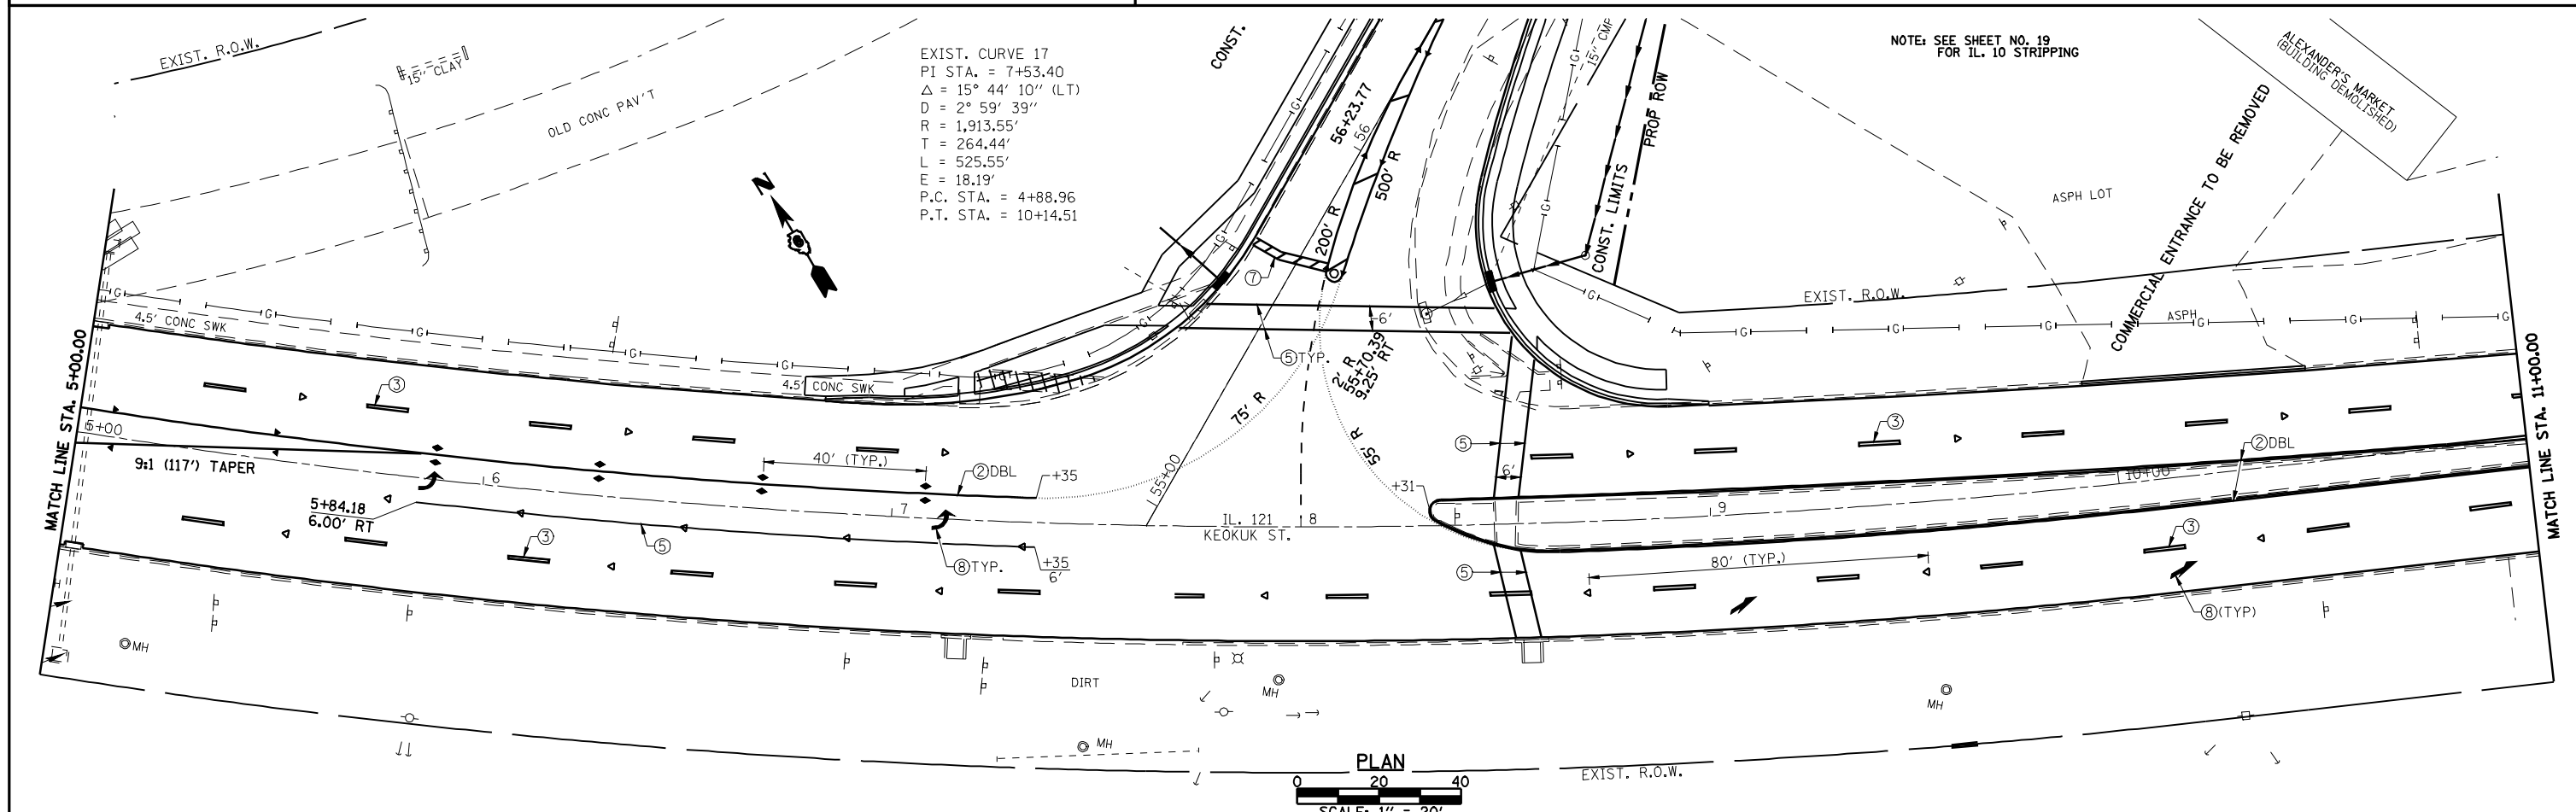 EXIST. R.O.W.
15" CLAY
OLD CONC PAV'T
EXIST. CURVE 17
PI STA. = 7+53.40
Δ = 15° 44' 10" (LT)
D = 2° 59' 39"
R = 1,913.55'
T = 264.44'
L = 525.55'
E = 18.19'
P.C. STA. = 4+88.96
P.T. STA. = 10+14.51
N
CONST.
56+23.77
56
200' R
500' R
15" CMP
PROP ROW
CONST. LIMITS
NOTE: SEE SHEET NO. 19
FOR IL. 10 STRIPPING
ALEXANDER'S MARKET
(BUILDING DEMOLISHED)
COMMERCIAL ENTRANCE TO BE REMOVED
ASPH LOT
EXIST. R.O.W.
ASPH
G G G G G G
G G G G G G
G G G G G G
4.5' CONC SWK
4.5' CONC SWK
7
6'
5 TYP.
2' R
55+70.39
9.25' RT
75' R
55' R
55+00
MATCH LINE STA. 5+00.00
5+00
9:1 (117') TAPER
3
6
40' (TYP.)
2 DBL
+35
5+84.18
6.00' RT
3
5
7
8 TYP.
+35
6'
IL. 121
KEOKUK ST.
8
5
6'
+31
5
9
3
10+00
2 DBL
3
80' (TYP.)
8 (TYP)
MATCH LINE STA. 11+00.00
MH
DIRT
MH
MH
MH
EXIST. R.O.W.
PLAN
0 20 40
SCALE: 1" = 20'